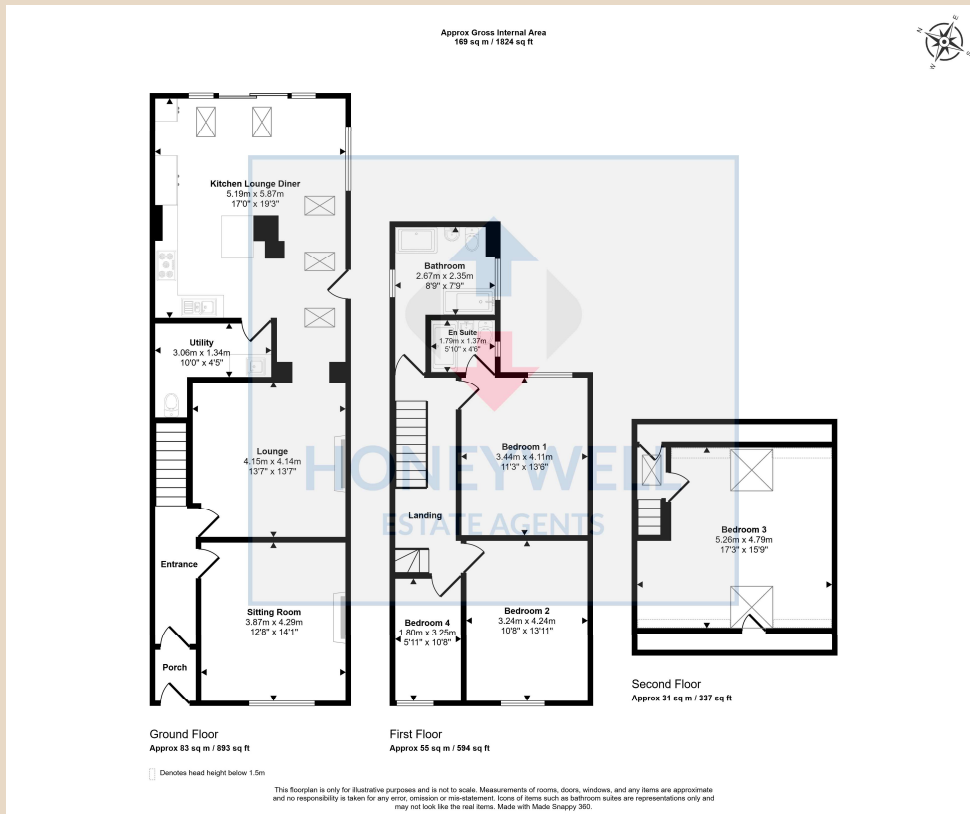 Approx Gross Internal Area
169 sq m / 1824 sq ft
N
E
S
W
Kitchen Lounge Diner
5.19m x 5.87m
17'0" x 19'3"
Utility
3.06m x 1.34m
10'0" x 4'5"
Lounge
4.15m x 4.14m
13'7" x 13'7"
Entrance
Sitting Room
3.87m x 4.29m
12'8" x 14'1"
Porch
Bathroom
2.67m x 2.35m
8'9" x 7'9"
En Suite
1.79m x 1.37m
5'10" x 4'6"
Bedroom 1
3.44m x 4.11m
11'3" x 13'6"
HONEYWELL
ESTATE AGENTS
Landing
Bedroom 4
1.80m x 3.25m
5'11" x 10'8"
Bedroom 2
3.24m x 4.24m
10'8" x 13'11"
Bedroom 3
5.26m x 4.79m
17'3" x 15'9"
Second Floor
Approx 31 sq m / 337 sq ft
Ground Floor
Approx 83 sq m / 893 sq ft
First Floor
Approx 55 sq m / 594 sq ft
Denotes head height below 1.5m
This floorplan is only for illustrative purposes and is not to scale. Measurements of rooms, doors, windows, and any items are approximate
and no responsibility is taken for any error, omission or mis-statement. Icons of items such as bathroom suites are representations only and
may not look like the real items. Made with Made Snappy 360.